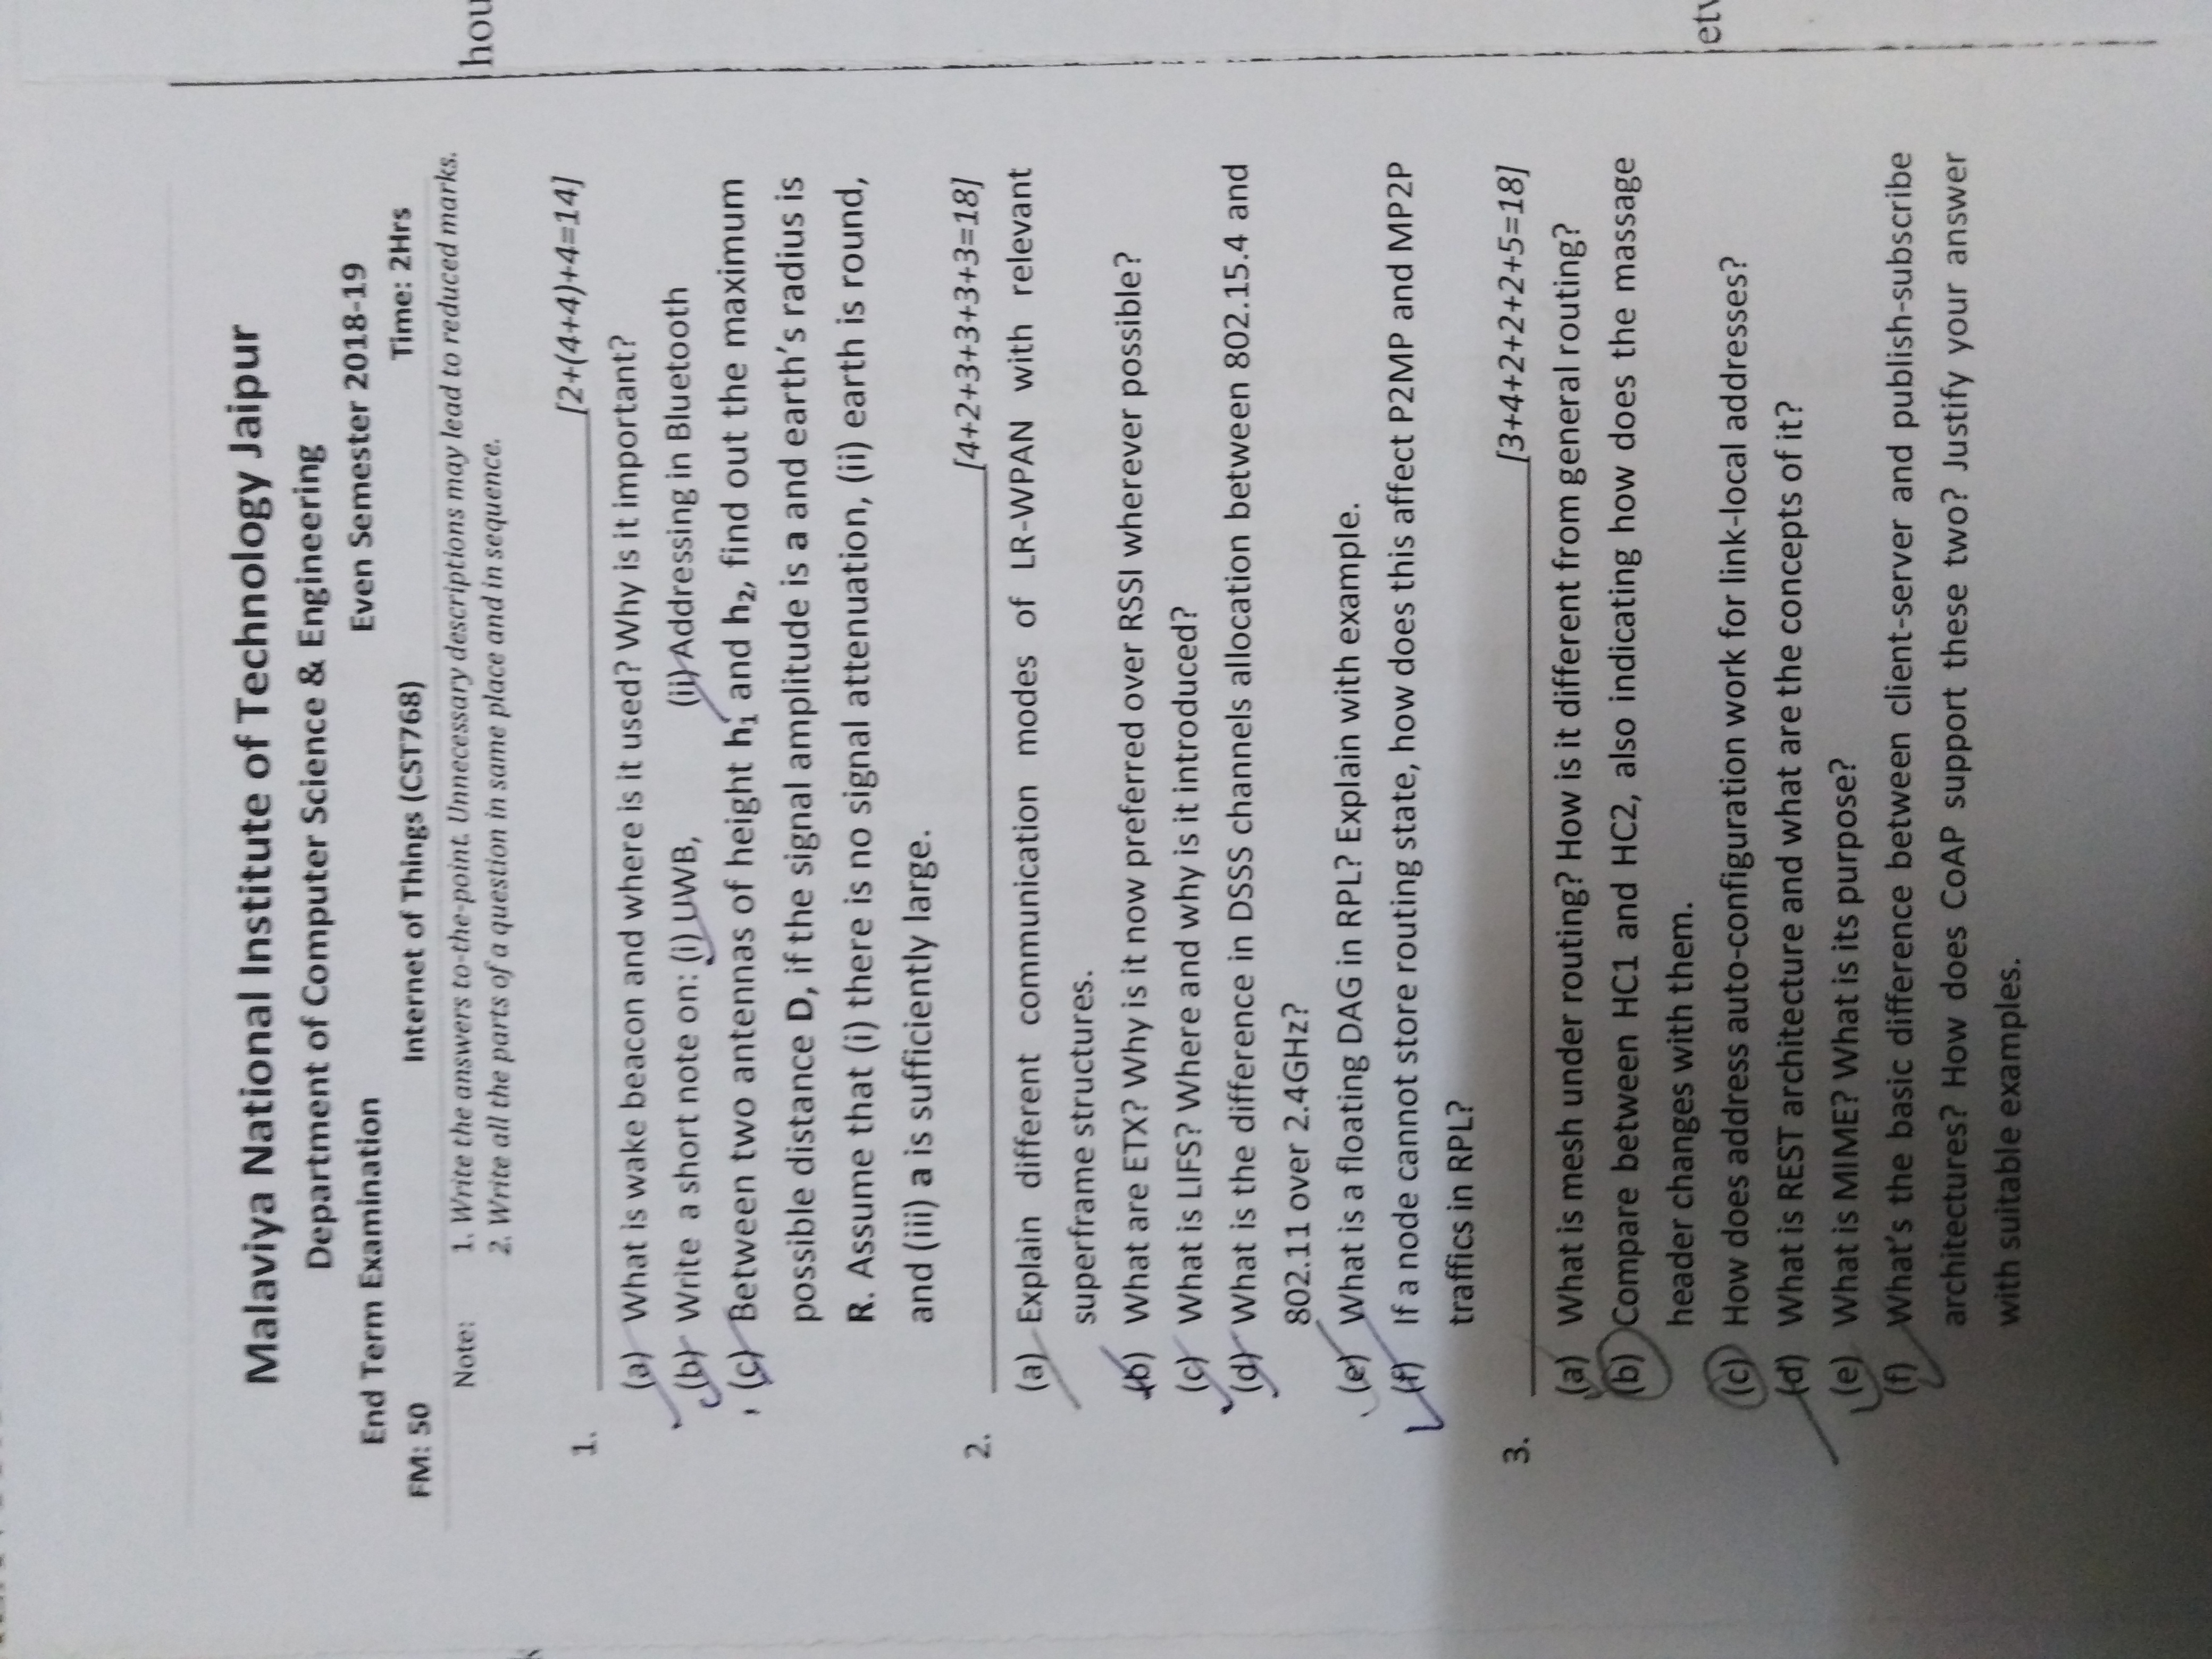 Malaviya National Institute of Technology Jaipur
Department of Computer Science & Engineering
End Term Examination Even Semester 2018-19
FM: 50 Internet of Things (CST768) Time: 2Hrs
Note: 1. Write the answers to-the-point. Unnecessary descriptions may lead to reduced marks.
2. Write all the parts of a question in same place and in sequence.
1. [2+(4+4)+4=14]
(a) What is wake beacon and where is it used? Why is it important?
(b) Write a short note on: (i) UWB, (ii) Addressing in Bluetooth
(c) Between two antennas of height h₁ and h₂, find out the maximum
possible distance D, if the signal amplitude is a and earth's radius is
R. Assume that (i) there is no signal attenuation, (ii) earth is round,
and (iii) a is sufficiently large.
2. [4+2+3+3+3+3=18]
(a) Explain different communication modes of LR-WPAN with relevant
superframe structures.
(b) What are ETX? Why is it now preferred over RSSI wherever possible?
(c) What is LIFS? Where and why is it introduced?
(d) What is the difference in DSSS channels allocation between 802.15.4 and
802.11 over 2.4GHz?
(e) What is a floating DAG in RPL? Explain with example.
(f) If a node cannot store routing state, how does this affect P2MP and MP2P
traffics in RPL?
3. [3+4+2+2+2+5=18]
(a) What is mesh under routing? How is it different from general routing?
(b) Compare between HC1 and HC2, also indicating how does the massage
header changes with them.
(c) How does address auto-configuration work for link-local addresses?
(d) What is REST architecture and what are the concepts of it?
(e) What is MIME? What is its purpose?
(f) What's the basic difference between client-server and publish-subscribe
architectures? How does CoAP support these two? Justify your answer
with suitable examples.
hou
etw